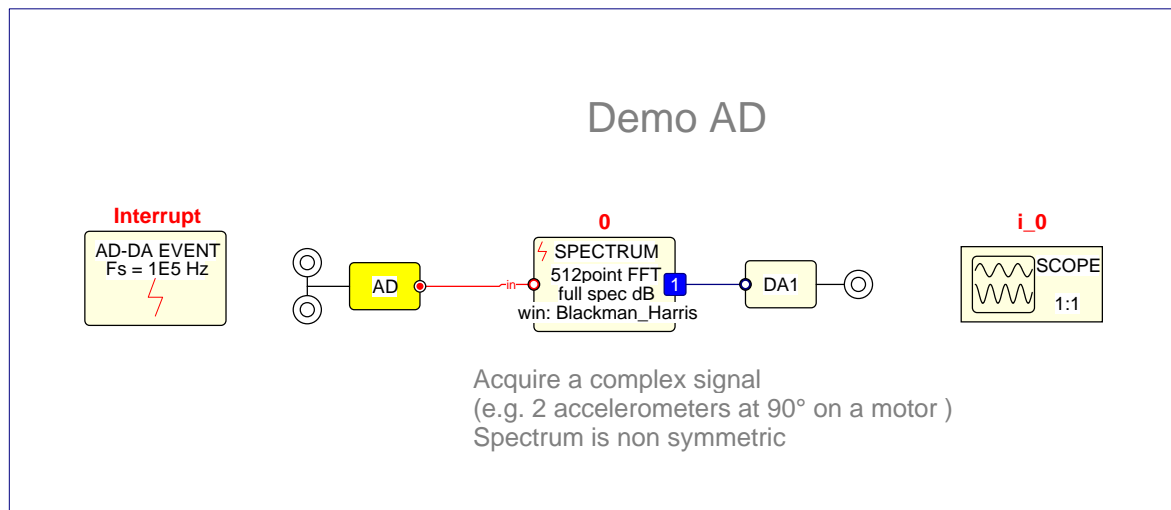 Demo AD
Interrupt
AD-DA EVENT
Fs = 1E5 Hz
AD
in
0
SPECTRUM
512point FFT
full spec dB
win: Blackman_Harris
1
DA1
i_0
SCOPE
1:1
Acquire a complex signal
(e.g. 2 accelerometers at 90° on a motor )
Spectrum is non symmetric